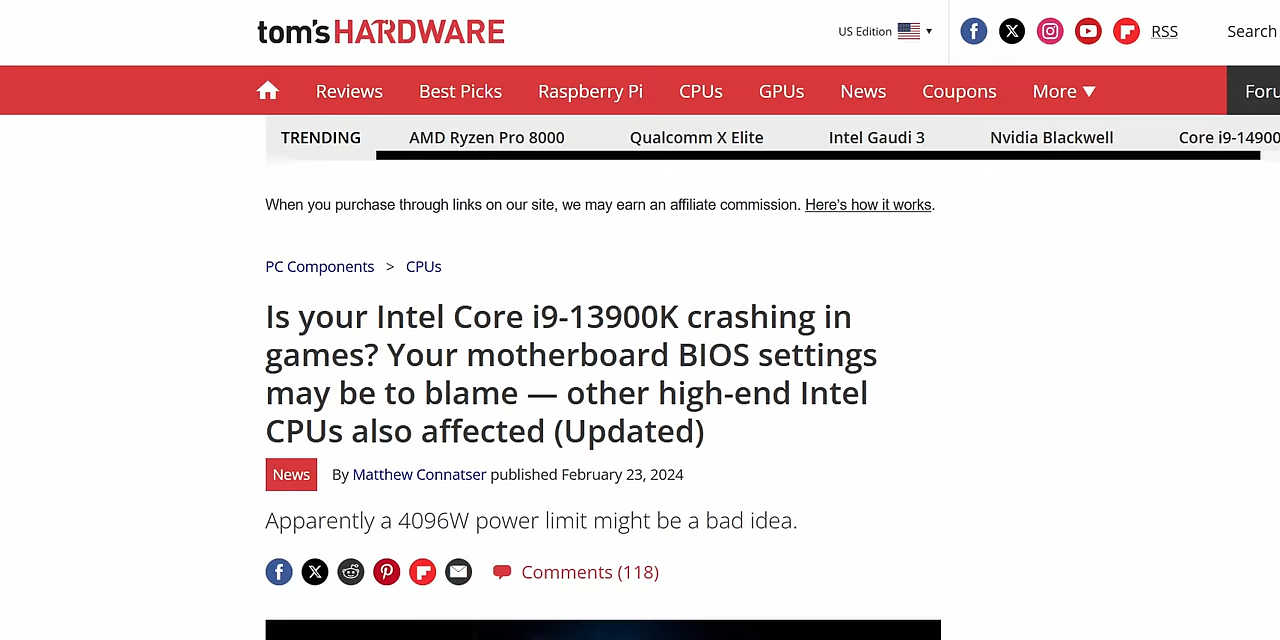 tom's HARDWARE
US Edition
RSS
Search
Reviews
Best Picks
Raspberry Pi
CPUs
GPUs
News
Coupons
More
Foru
TRENDING
AMD Ryzen Pro 8000
Qualcomm X Elite
Intel Gaudi 3
Nvidia Blackwell
Core i9-14900
When you purchase through links on our site, we may earn an affiliate commission. Here's how it works.
PC Components > CPUs
Is your Intel Core i9-13900K crashing in
games? Your motherboard BIOS settings
may be to blame — other high-end Intel
CPUs also affected (Updated)
News
By Matthew Connatser published February 23, 2024
Apparently a 4096W power limit might be a bad idea.
Comments (118)